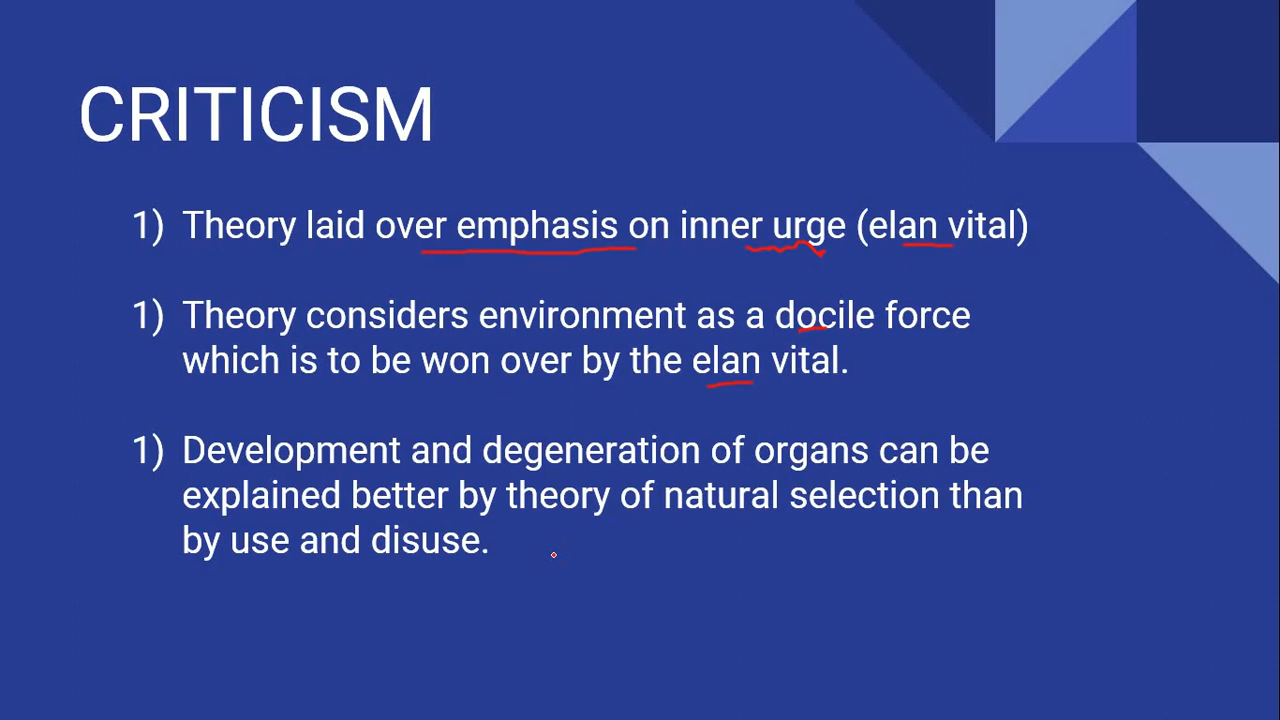 CRITICISM
1) Theory laid over emphasis on inner urge (elan vital)
1) Theory considers environment as a docile force
which is to be won over by the elan vital.
1) Development and degeneration of organs can be
explained better by theory of natural selection than
by use and disuse.